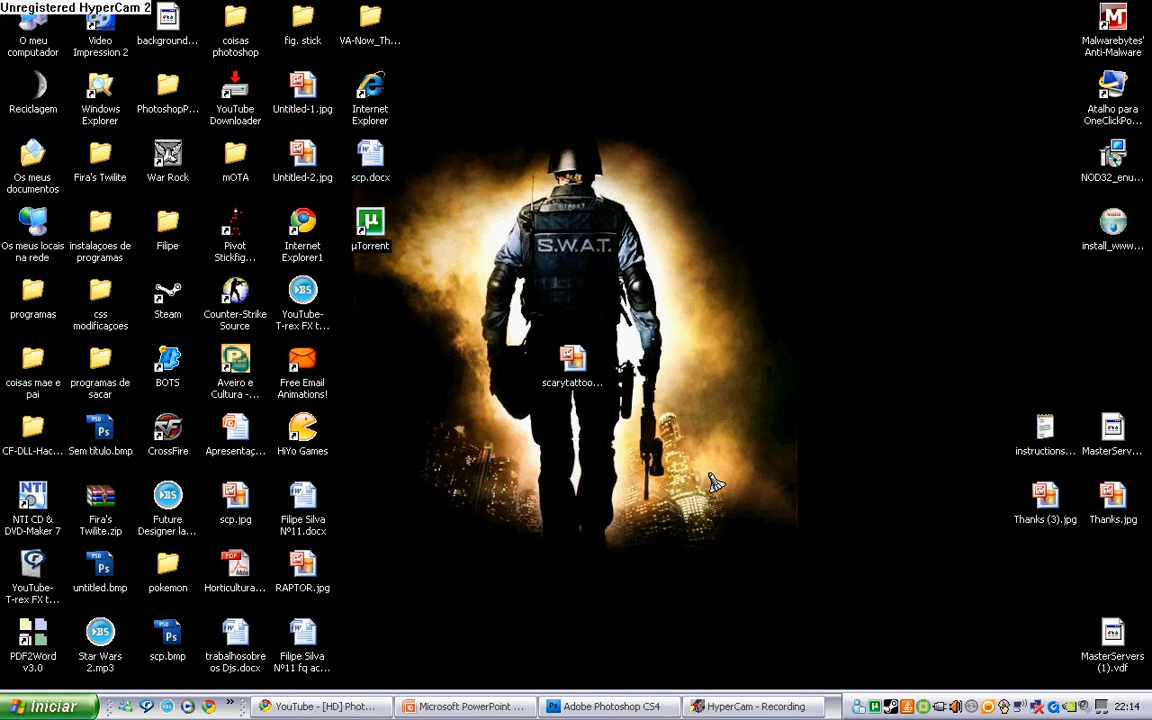 Unregistered HyperCam 2
O meu
computador
Video
Impression 2
background...
coisas
photoshop
fig. stick
VA-Now_Th...
Malwarebytes'
Anti-Malware
Reciclagem
Windows
Explorer
PhotoshopP...
YouTube
Downloader
Untitled-1.jpg
Internet
Explorer
Atalho para
OneClickPo...
Os meus
documentos
Fira's Twilite
War Rock
mOTA
Untitled-2.jpg
scp.docx
NOD32_enu...
Os meus locais
na rede
instalaçoes de
programas
Filipe
Pivot
Stickfig...
Internet
Explorer1
µTorrent
install_www...
S.W.A.T.
programas
css
modificaçoes
Steam
Counter-Strike
Source
YouTube-
T-rex FX t...
coisas mae e
pai
programas de
sacar
BOTS
Aveiro e
Cultura -...
Free Email
Animations!
scarytattoo...
CF-DLL-Hac...
Sem título.bmp
CrossFire
Apresentaç...
HiYo Games
instructions...
MasterServ...
NTI CD &
DVD-Maker 7
Fira's
Twilite.zip
Future
Designer la...
scp.jpg
Filipe Silva
Nº11.docx
Thanks (3).jpg
Thanks.jpg
YouTube-
T-rex FX t...
untitled.bmp
pokemon
Horticultura...
RAPTOR.jpg
PDF2Word
v3.0
Star Wars
2.mp3
scp.bmp
trabalhosobre
os Djs.docx
Filipe Silva
Nº11 fq ac...
MasterServers
(1).vdf
Iniciar
YouTube - [HD] Phot...
Microsoft PowerPoint ...
Adobe Photoshop CS4
HyperCam - Recording
22:14